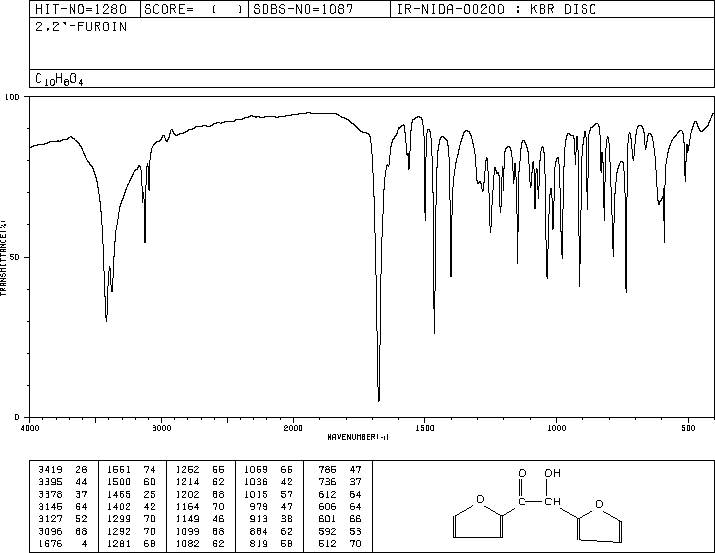 HIT-NO=1280 SCORE= ( ) SDBS-NO=1087 IR-NIDA-00200 : KBR DISC
2,2'-FUROIN
C10H8O4
100
50
0
TRANSMITTANCE(%)
4000 3000 2000 1500 1000 500
WAVENUMBER(-1)
3419 28 1561 74 1252 55 1069 66 786 47
3395 44 1500 60 1214 62 1036 42 736 37
3378 37 1465 25 1202 68 1015 57 612 64
3145 64 1402 42 1164 70 979 47 606 64
3127 52 1299 70 1149 46 913 38 601 66
3096 68 1292 70 1099 68 884 62 592 53
1676 4 1281 68 1082 62 819 58 512 70
O OH
O C CH O